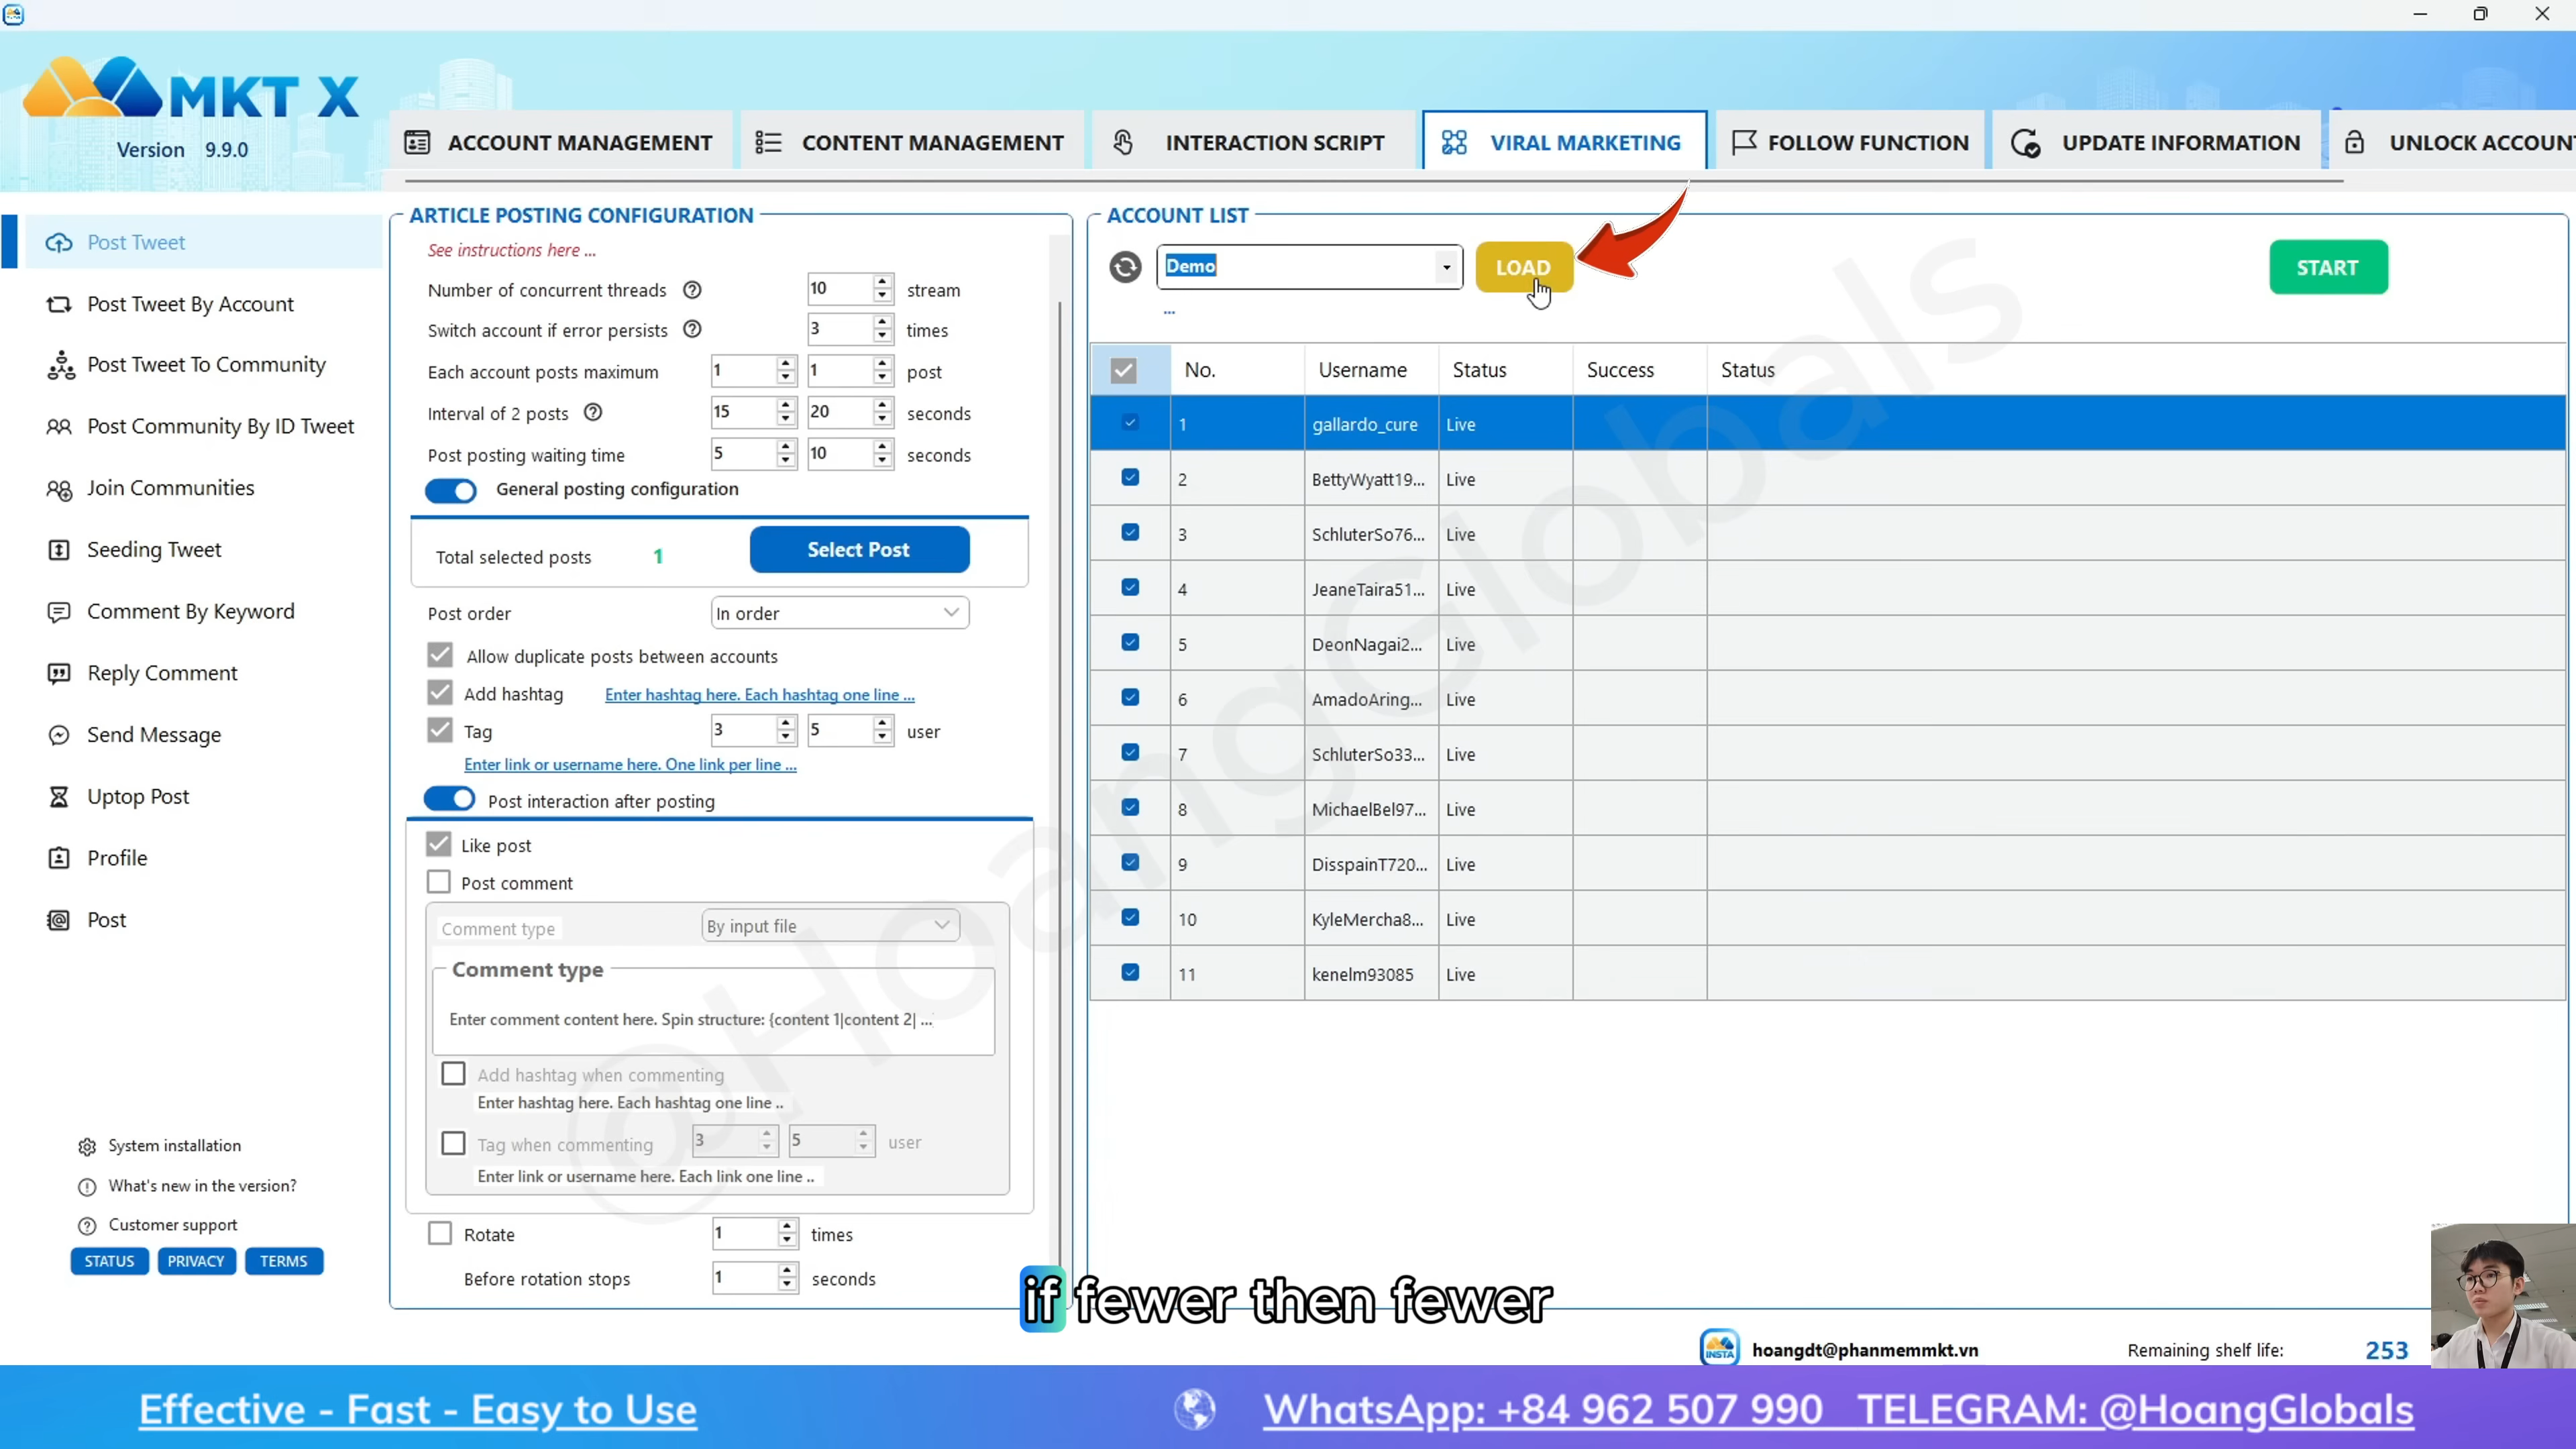 MKT X
Version 9.9.0
ACCOUNT MANAGEMENT
CONTENT MANAGEMENT
INTERACTION SCRIPT
VIRAL MARKETING
FOLLOW FUNCTION
UPDATE INFORMATION
UNLOCK ACCOUN
Post Tweet
Post Tweet By Account
Post Tweet To Community
Post Community By ID Tweet
Join Communities
Seeding Tweet
Comment By Keyword
Reply Comment
Send Message
Uptop Post
Profile
Post
System installation
What's new in the version?
Customer support
STATUS PRIVACY TERMS
ARTICLE POSTING CONFIGURATION
See instructions here ...
Number of concurrent threads 10 stream
Switch account if error persists 3 times
Each account posts maximum 1 1 post
Interval of 2 posts 15 20 seconds
Post posting waiting time 5 10 seconds
General posting configuration
Total selected posts 1 Select Post
Post order In order
Allow duplicate posts between accounts
Add hashtag Enter hashtag here. Each hashtag one line ...
Tag 3 5 user
Enter link or username here. One link per line ...
Post interaction after posting
Like post
Post comment
Comment type By input file
Comment type
Enter comment content here. Spin structure: {content 1|content 2| ...
Add hashtag when commenting
Enter hashtag here. Each hashtag one line ..
Tag when commenting 3 5 user
Enter link or username here. Each link one line ..
Rotate 1 times
Before rotation stops 1 seconds
ACCOUNT LIST
Demo LOAD START
...
No. Username Status Success Status
1 gallardo_cure Live
2 BettyWyatt19... Live
3 SchluterSo76... Live
4 JeaneTaira51... Live
5 DeonNagai2... Live
6 AmadoAring... Live
7 SchluterSo33... Live
8 MichaelBel97... Live
9 DisspainT720... Live
10 KyleMercha8... Live
11 kenelm93085 Live
@HoangGlobals
if fewer then fewer
INSTA hoangdt@phanmemmkt.vn Remaining shelf life: 253
Effective - Fast - Easy to Use
WhatsApp: +84 962 507 990 TELEGRAM: @HoangGlobals